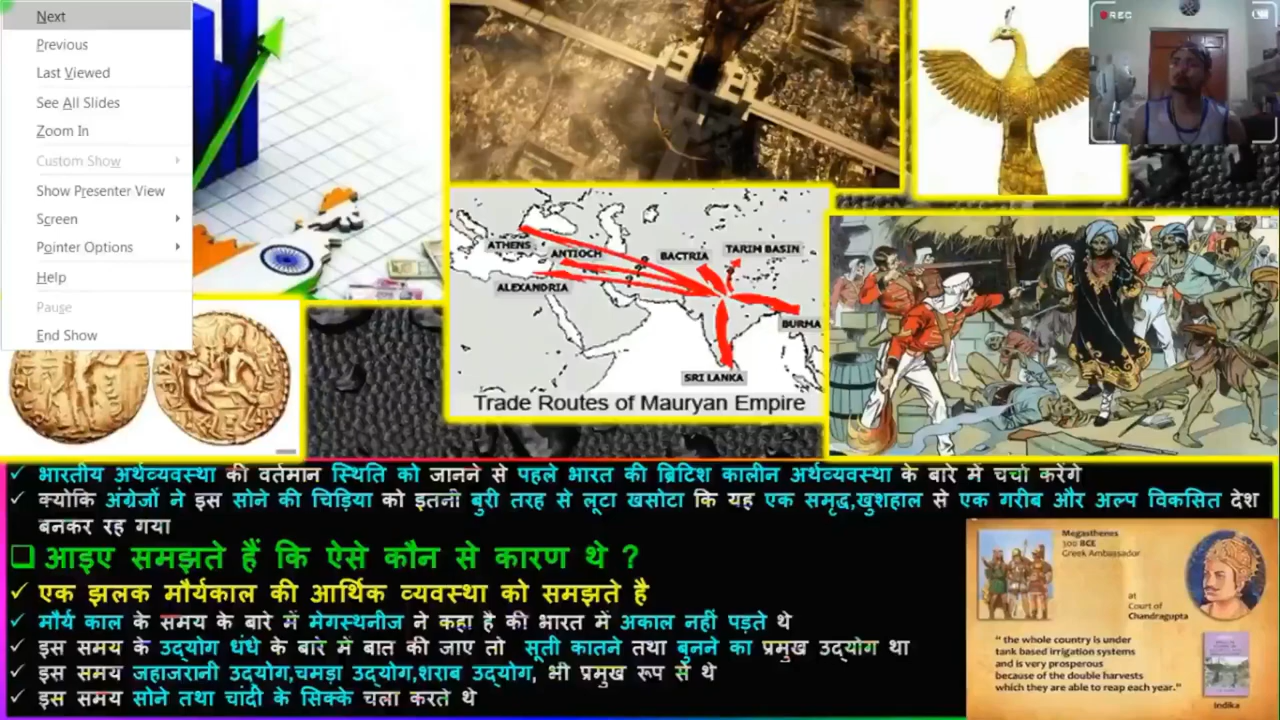 Next
Previous
Last Viewed
See All Slides
Zoom In
Custom Show
Show Presenter View
Screen
Pointer Options
Help
Pause
End Show
REC
ATHENS
ANTIOCH
ALEXANDRIA
BACTRIA
TARIM BASIN
BURMA
SRI LANKA
Trade Routes of Mauryan Empire
✓ भारतीय अर्थव्यवस्था की वर्तमान स्थिति को जानने से पहले भारत की ब्रिटिश कालीन अर्थव्यवस्था के बारे में चर्चा करेंगे
✓ क्योकि अंग्रेजों ने इस सोने की चिड़िया को इतनी बुरी तरह से लूटा खसोटा कि यह एक समृद्ध,खुशहाल से एक गरीब और अल्प विकसित देश
बनकर रह गया
❑ आइए समझते हैं कि ऐसे कौन से कारण थे ?
✓ एक झलक मौर्यकाल की आर्थिक व्यवस्था को समझते है
✓ मौर्य काल के समय के बारे में मेगस्थनीज ने कहा है की भारत में अकाल नहीं पड़ते थे
✓ इस समय के उद्योग धंधे के बारे में बात की जाए तो सूती कातने तथा बुनने का प्रमुख उद्योग था
✓ इस समय जहाजरानी उद्योग,चमड़ा उद्योग,शराब उद्योग, भी प्रमुख रूप से थे
✓ इस समय सोने तथा चांदी के सिक्के चला करते थे
Megasthenes
300 BCE
Greek Ambassador
at
Court of
Chandragupta
" the whole country is under
tank based irrigation systems
and is very prosperous
because of the double harvests
which they are able to reap each year."
Indika